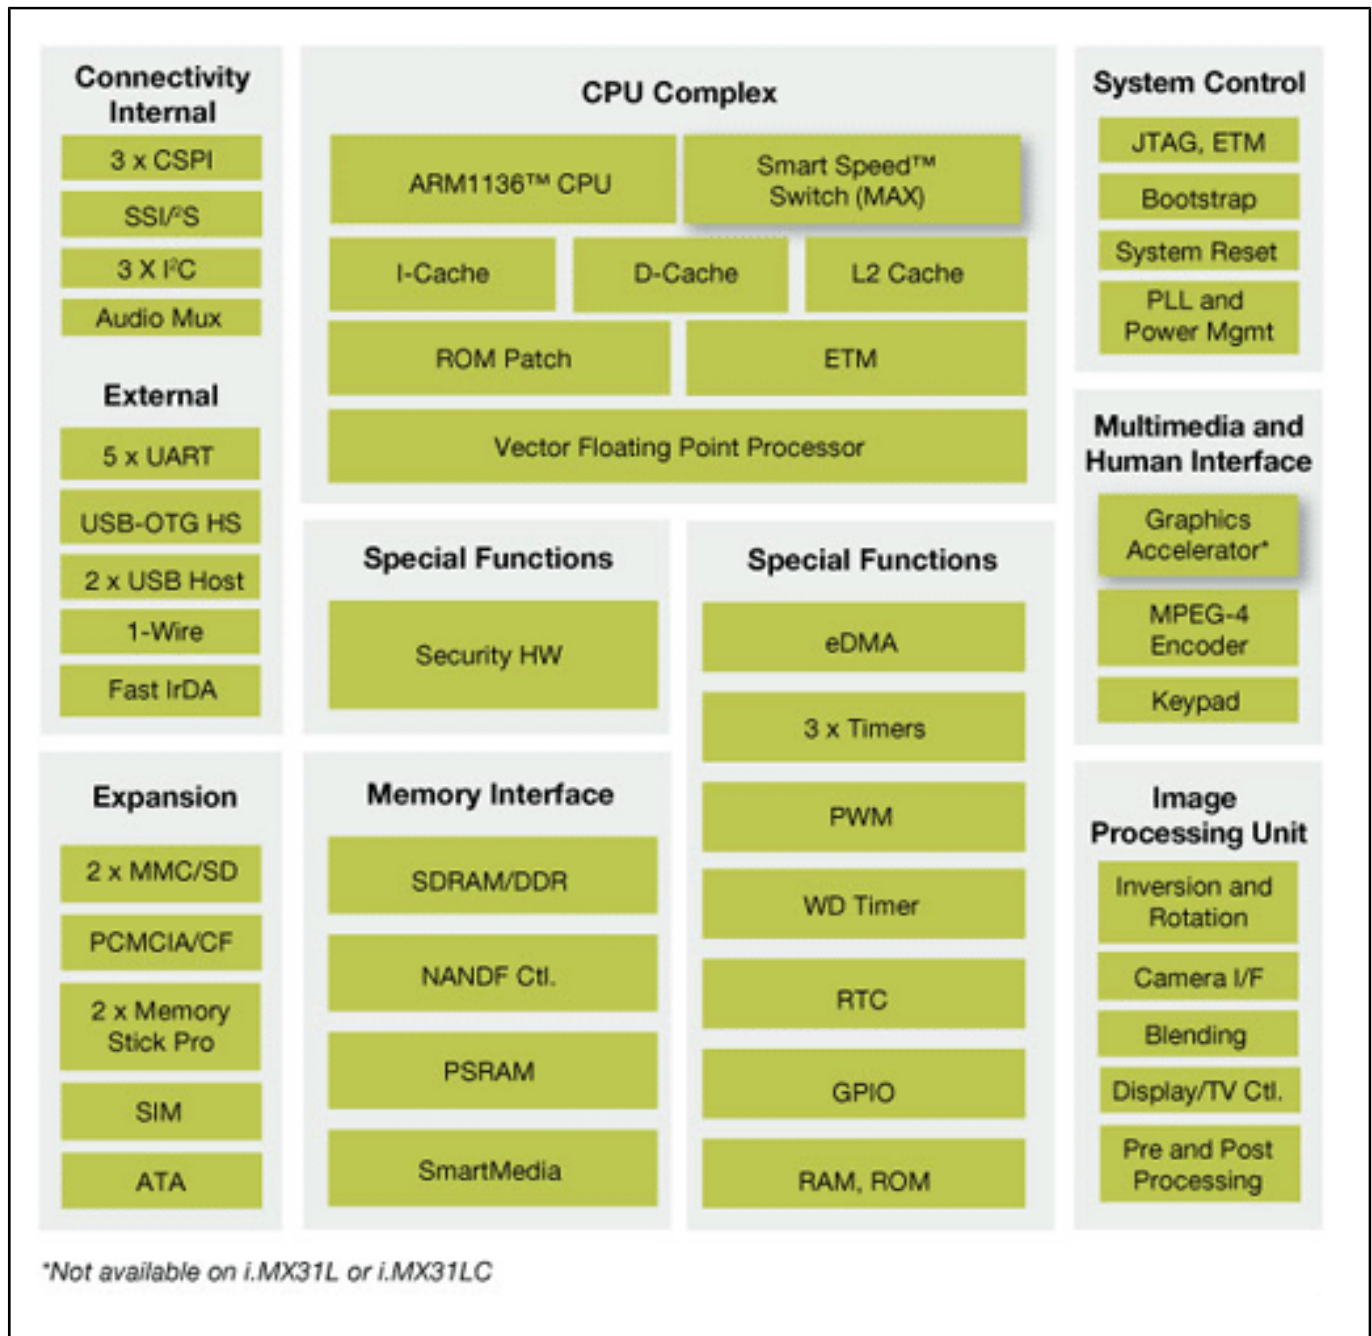 Connectivity
Internal
3 x CSPI
SSI/I²S
3 X I²C
Audio Mux
External
5 x UART
USB-OTG HS
2 x USB Host
1-Wire
Fast IrDA
Expansion
2 x MMC/SD
PCMCIA/CF
2 x Memory
Stick Pro
SIM
ATA
CPU Complex
ARM1136™ CPU
Smart Speed™
Switch (MAX)
I-Cache
D-Cache
L2 Cache
ROM Patch
ETM
Vector Floating Point Processor
Special Functions
Security HW
Memory Interface
SDRAM/DDR
NANDF Ctl.
PSRAM
SmartMedia
Special Functions
eDMA
3 x Timers
PWM
WD Timer
RTC
GPIO
RAM, ROM
System Control
JTAG, ETM
Bootstrap
System Reset
PLL and
Power Mgmt
Multimedia and
Human Interface
Graphics
Accelerator*
MPEG-4
Encoder
Keypad
Image
Processing Unit
Inversion and
Rotation
Camera I/F
Blending
Display/TV Ctl.
Pre and Post
Processing
*Not available on i.MX31L or i.MX31LC